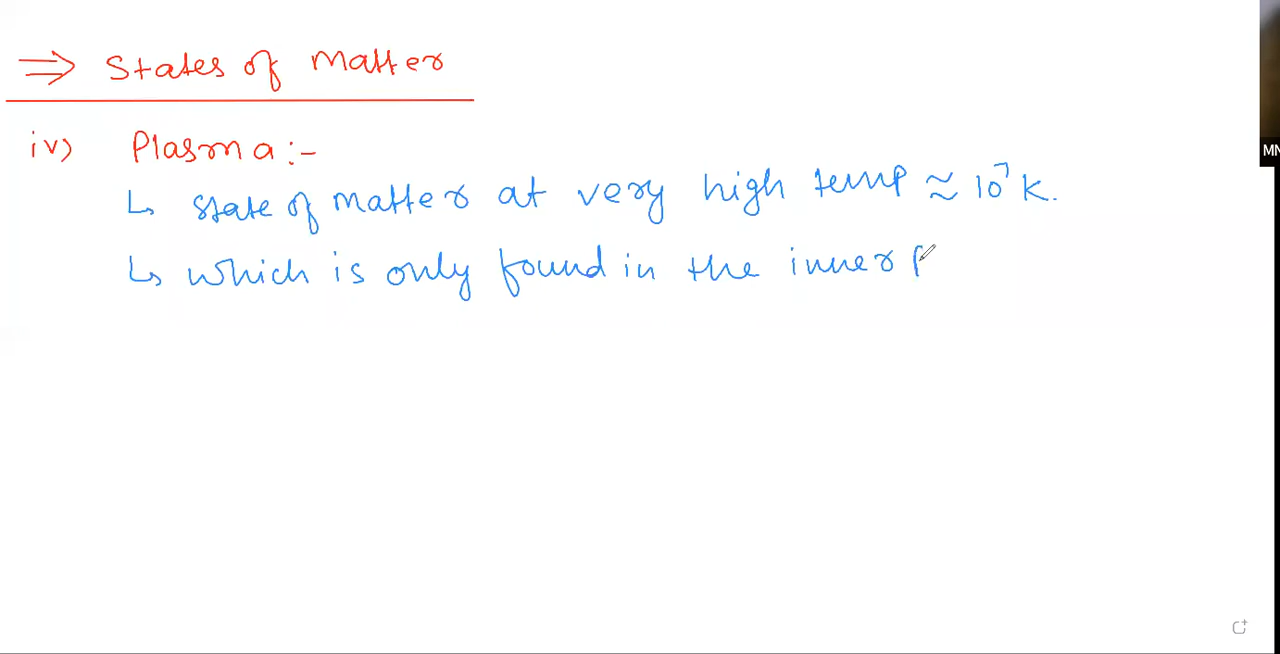 ⇒ States of Matter
iv) Plasma :-
↳ state of matter at very high temp ≈ 10⁷ K.
↳ which is only found in the inner P
MN